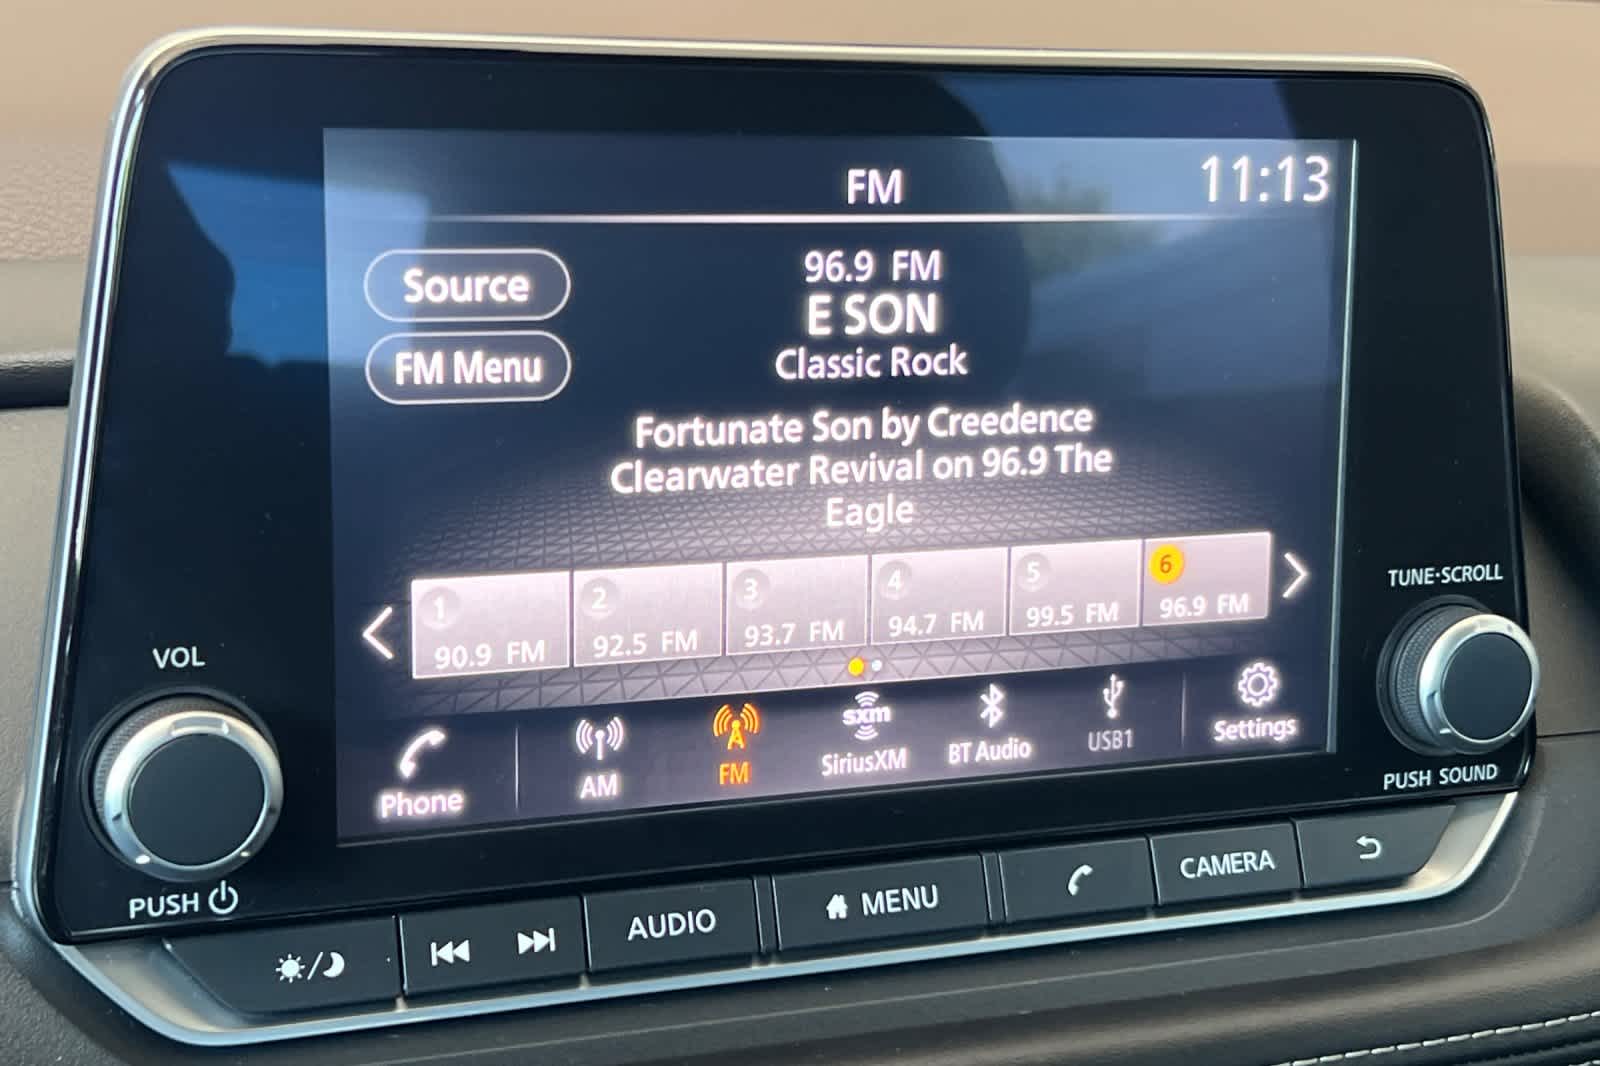 FM
11:13
Source
FM Menu
96.9 FM
E SON
Classic Rock
Fortunate Son by Creedence
Clearwater Revival on 96.9 The
Eagle
1
90.9 FM
2
92.5 FM
3
93.7 FM
4
94.7 FM
5
99.5 FM
6
96.9 FM
Phone
AM
FM
sxm
SiriusXM
BT Audio
USB1
Settings
VOL
PUSH
TUNE·SCROLL
PUSH SOUND
AUDIO
MENU
CAMERA